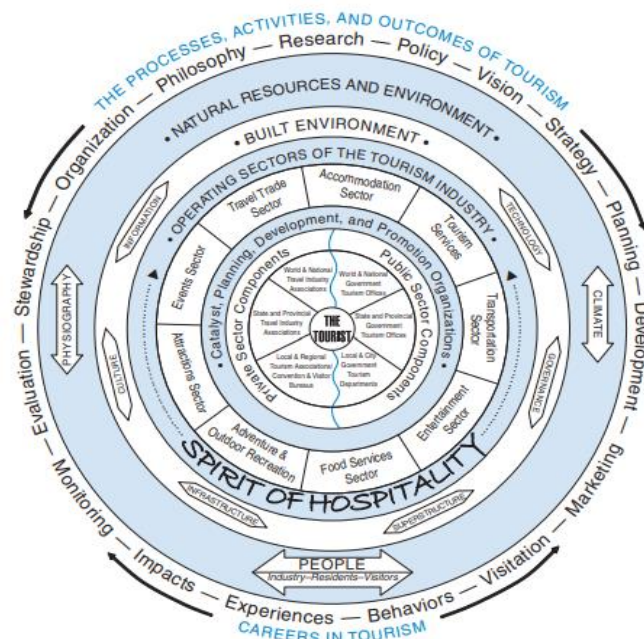 THE PROCESSES, ACTIVITIES, AND OUTCOMES OF TOURISM
Organization — Philosophy — Research — Policy — Vision — Strategy — Planning — Development — Marketing — Visitation — Behaviors — Experiences — Impacts — Monitoring — Evaluation — Stewardship —
• NATURAL RESOURCES AND ENVIRONMENT •
• BUILT ENVIRONMENT •
• OPERATING SECTORS OF THE TOURISM INDUSTRY •
Travel Trade
Sector
Accommodation
Sector
Tourism
Services
Transportation
Sector
Entertainment
Sector
Food Services
Sector
Adventure &
Outdoor Recreation
Attractions Sector
Events Sector
INFORMATION
TECHNOLOGY
PHYSIOGRAPHY
CLIMATE
CULTURE
GOVERNANCE
INFRASTRUCTURE
SUPERSTRUCTURE
• Catalyst, Planning, Development, and Promotion Organizations •
Private Sector Components
Public Sector Components
World & National
Travel Industry
Associations
World & National
Government
Tourism Offices
State and Provincial
Travel Industry
Associations
State and Provincial
Government
Tourism Offices
THE
TOURIST
Local & Regional
Tourism Associations/
Convention & Visitor
Bureaus
Local & City
Government
Tourism
Departments
SPIRIT OF HOSPITALITY
PEOPLE
Industry–Residents–Visitors
CAREERS IN TOURISM